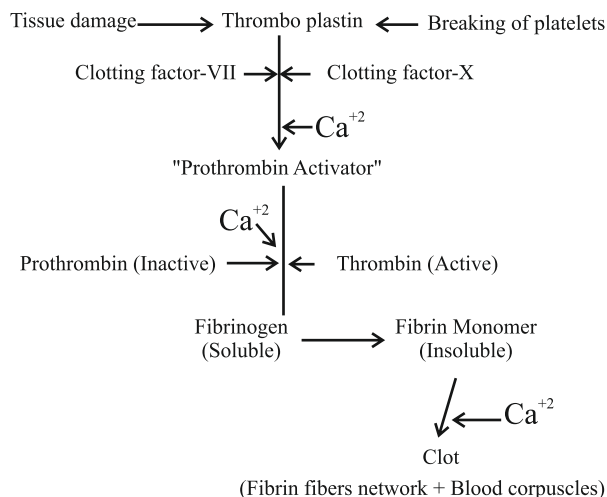 Tissue damage
Thrombo plastin
Breaking of platelets
Clotting factor-VII
Clotting factor-X
Ca+2
"Prothrombin Activator"
Ca+2
Prothrombin (Inactive)
Thrombin (Active)
Fibrinogen
(Soluble)
Fibrin Monomer
(Insoluble)
Ca+2
Clot
(Fibrin fibers network + Blood corpuscles)